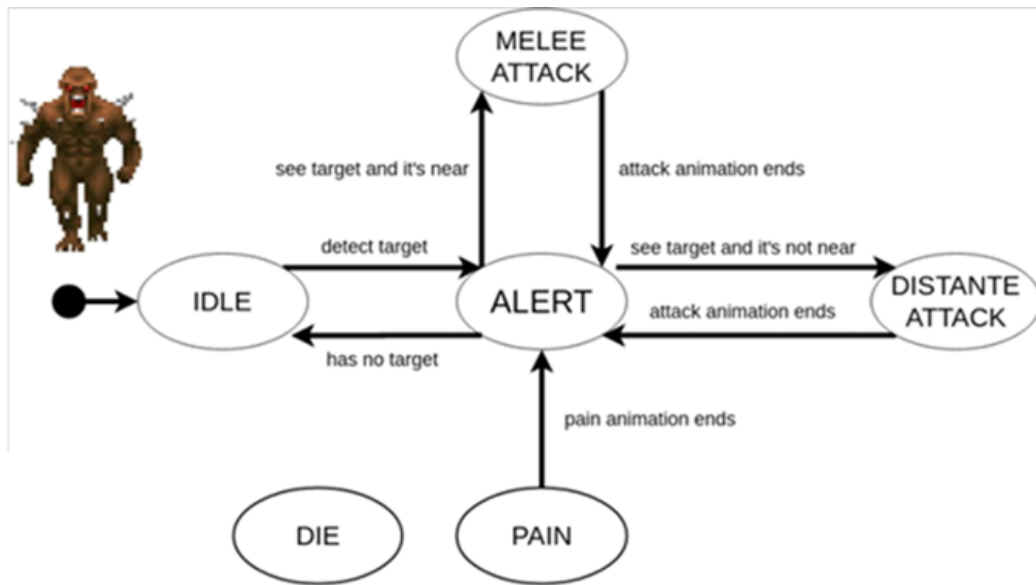 MELEE
ATTACK
see target and it's near
attack animation ends
detect target
see target and it's not near
IDLE
ALERT
DISTANTE
ATTACK
attack animation ends
has no target
pain animation ends
DIE
PAIN